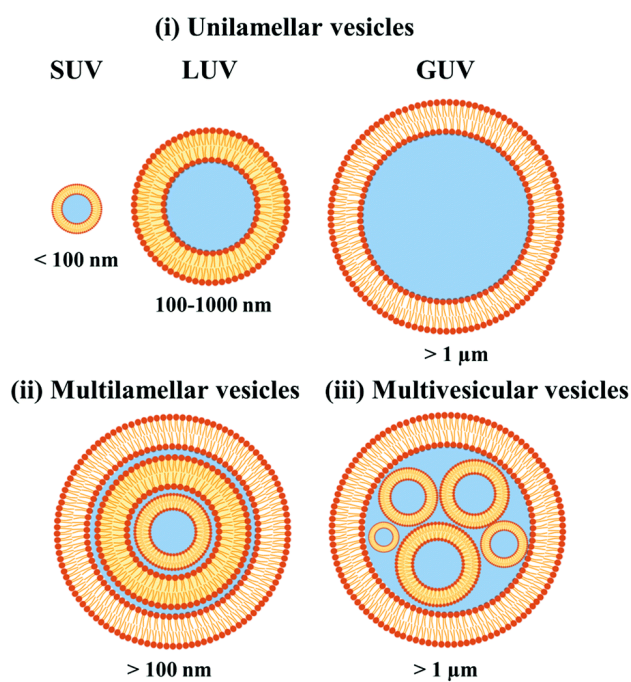 (i) Unilamellar vesicles
SUV LUV GUV
< 100 nm
100-1000 nm
> 1 µm
(ii) Multilamellar vesicles (iii) Multivesicular vesicles
> 100 nm > 1 µm